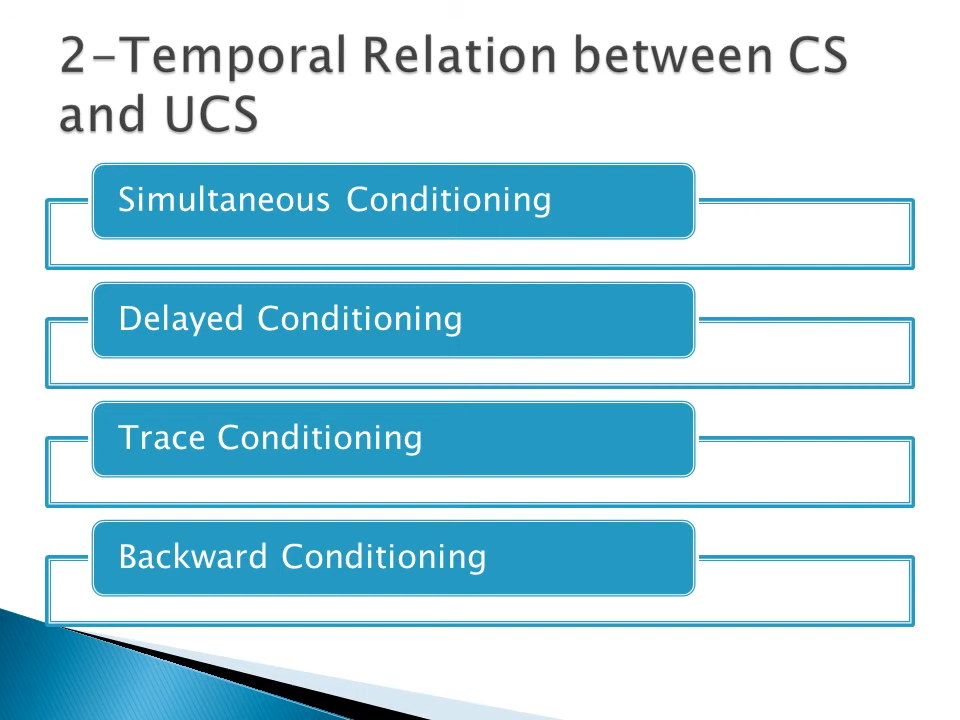 2-Temporal Relation between CS
and UCS
Simultaneous Conditioning
Delayed Conditioning
Trace Conditioning
Backward Conditioning